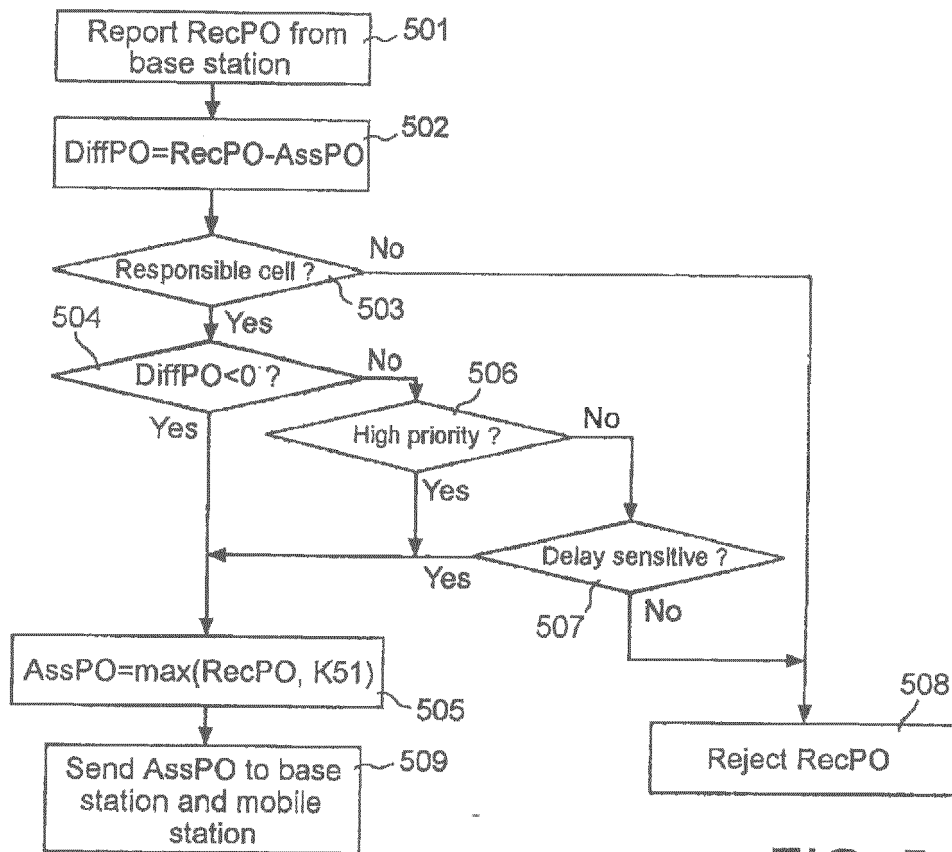 Report RecPO from
base station
501
502
DiffPO=RecPO-AssPO
Responsible cell ?
No
503
Yes
504
DiffPO<0 ?
No
Yes
506
High priority ?
No
Yes
Delay sensitive ?
Yes
507
No
AssPO=max(RecPO, K51)
505
508
Reject RecPO
Send AssPO to base
station and mobile
station
509